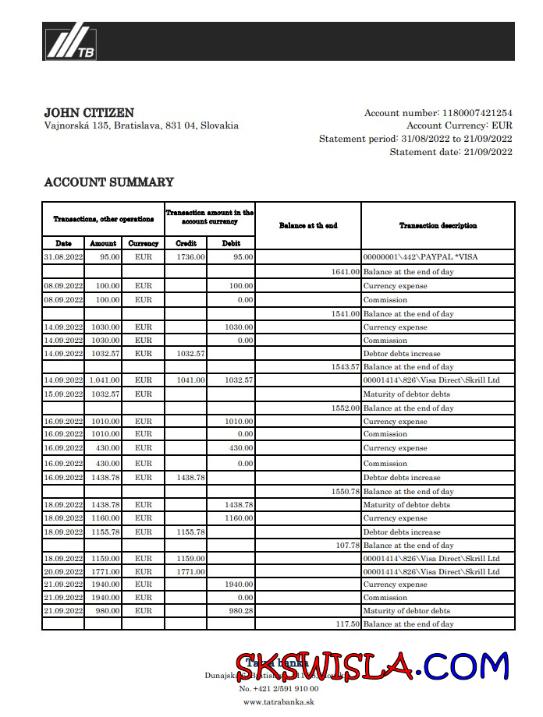 TB
JOHN CITIZEN
Vajnorská 135, Bratislava, 831 04, Slovakia
Account number: 1180007421254
Account Currency: EUR
Statement period: 31/08/2022 to 21/09/2022
Statement date: 21/09/2022
ACCOUNT SUMMARY
Transactions, other operations Transaction amount in the account currency Balance at th end Transaction description
Date Amount Currency Credit Debit
31.08.2022 95.00 EUR 1736.00 95.00 00000001\442\PAYPAL *VISA
1641.00 Balance at the end of day
08.09.2022 100.00 EUR 100.00 Currency expense
08.09.2022 100.00 EUR 0.00 Commission
1541.00 Balance at the end of day
14.09.2022 1030.00 EUR 1030.00 Currency expense
14.09.2022 1030.00 EUR 0.00 Commission
14.09.2022 1032.57 EUR 1032.57 Debtor debts increase
1543.57 Balance at the end of day
14.09.2022 1.041.00 EUR 1041.00 1032.57 00001414\826\Visa Direct\Skrill Ltd
15.09.2022 1032.57 EUR Maturity of debtor debts
1552.00 Balance at the end of day
16.09.2022 1010.00 EUR 1010.00 Currency expense
16.09.2022 1010.00 EUR 0.00 Commission
16.09.2022 430.00 EUR 430.00 Currency expense
16.09.2022 430.00 EUR 0.00 Commission
16.09.2022 1438.78 EUR 1438.78 Debtor debts increase
1550.78 Balance at the end of day
18.09.2022 1438.78 EUR 1438.78 Maturity of debtor debts
18.09.2022 1160.00 EUR 1160.00 Currency expense
18.09.2022 1155.78 EUR 1155.78 Debtor debts increase
107.78 Balance at the end of day
18.09.2022 1159.00 EUR 1159.00 00001414\826\Visa Direct\Skrill Ltd
20.09.2022 1771.00 EUR 1771.00 00001414\826\Visa Direct\Skrill Ltd
21.09.2022 1940.00 EUR 1940.00 Currency expense
21.09.2022 1940.00 EUR 0.00 Commission
21.09.2022 980.00 EUR 980.28 Maturity of debtor debts
117.50 Balance at the end of day
Tatra banka
SKSWISLA.COM
No. +421 2/591 910 00
www.tatrabanka.sk